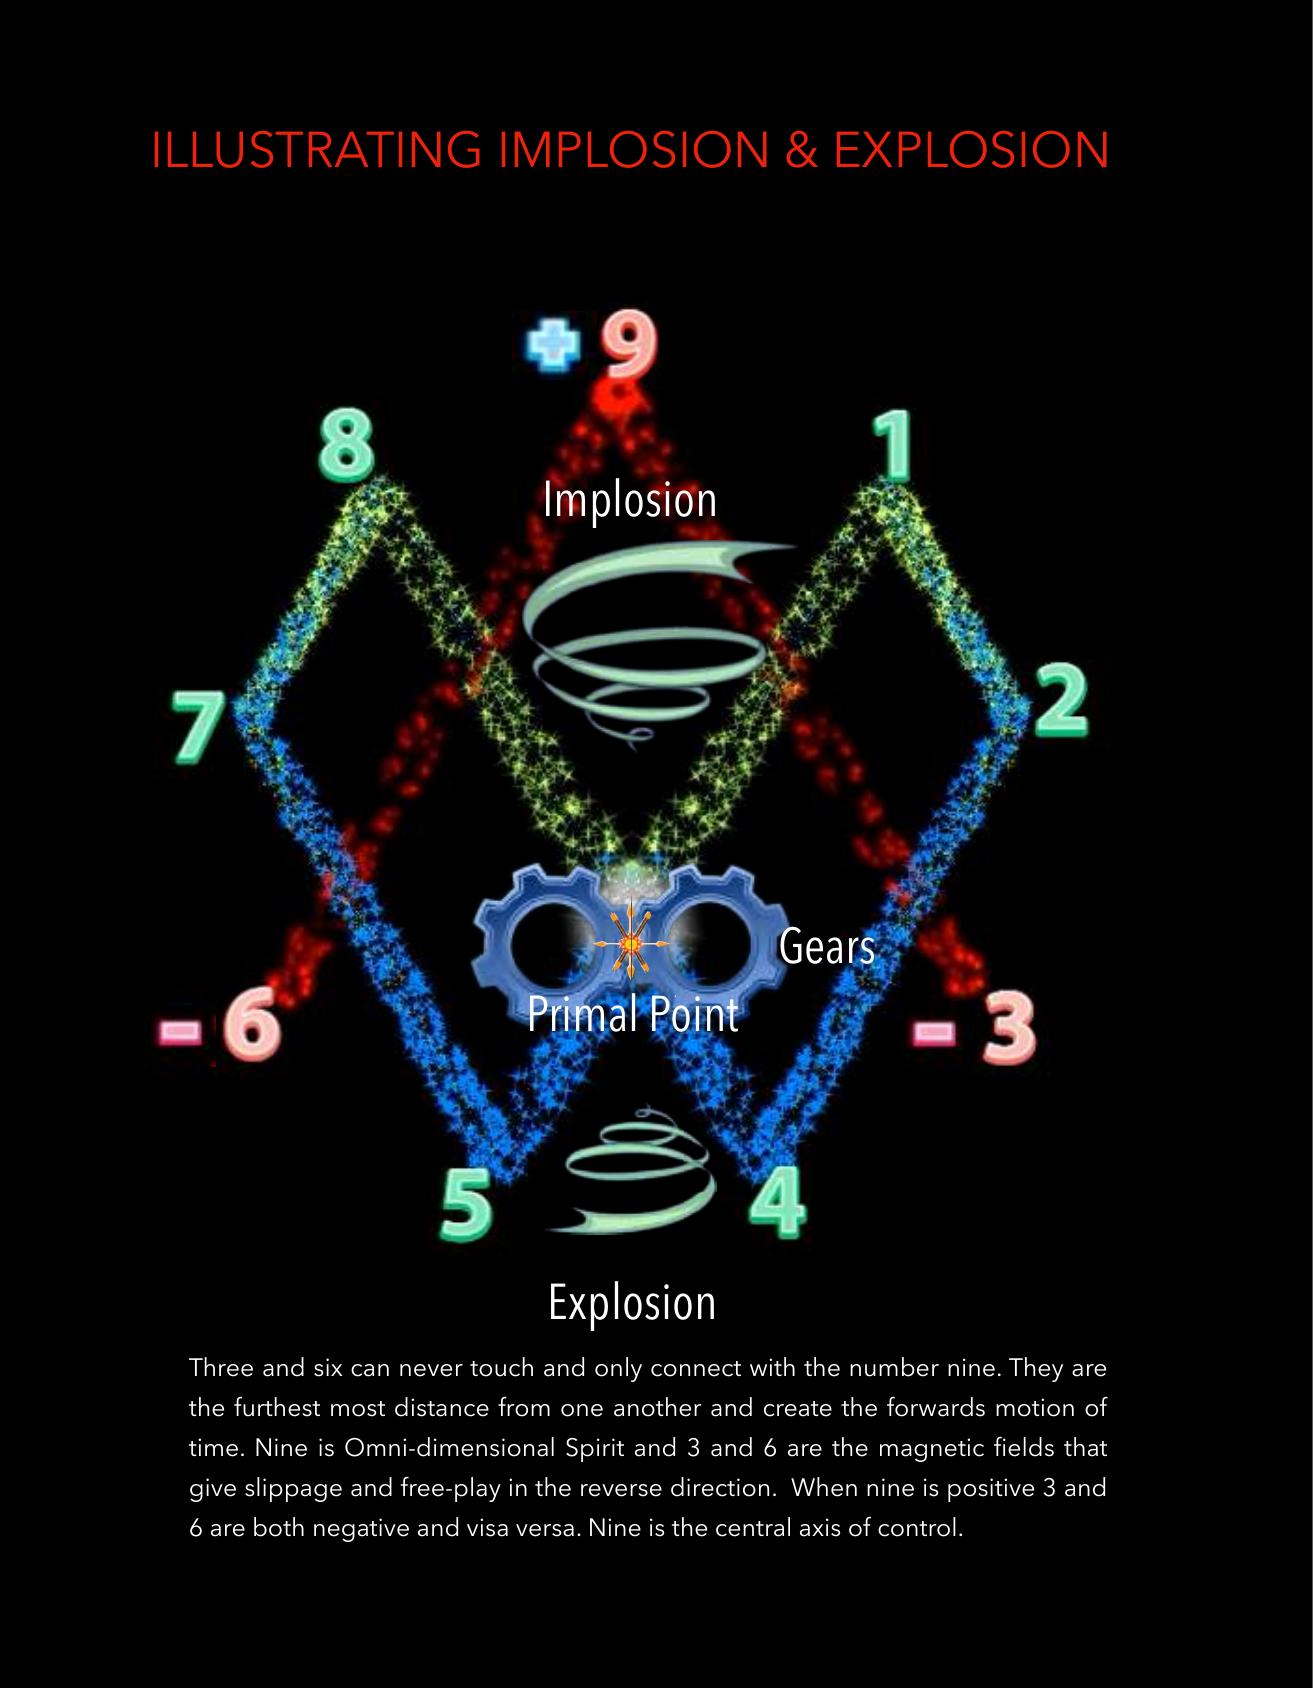 ILLUSTRATING IMPLOSION & EXPLOSION
+ 9
8
1
Implosion
7
2
Gears
Primal Point
- 6
- 3
5
4
Explosion
Three and six can never touch and only connect with the number nine. They are
the furthest most distance from one another and create the forwards motion of
time. Nine is Omni-dimensional Spirit and 3 and 6 are the magnetic fields that
give slippage and free-play in the reverse direction.  When nine is positive 3 and
6 are both negative and visa versa. Nine is the central axis of control.